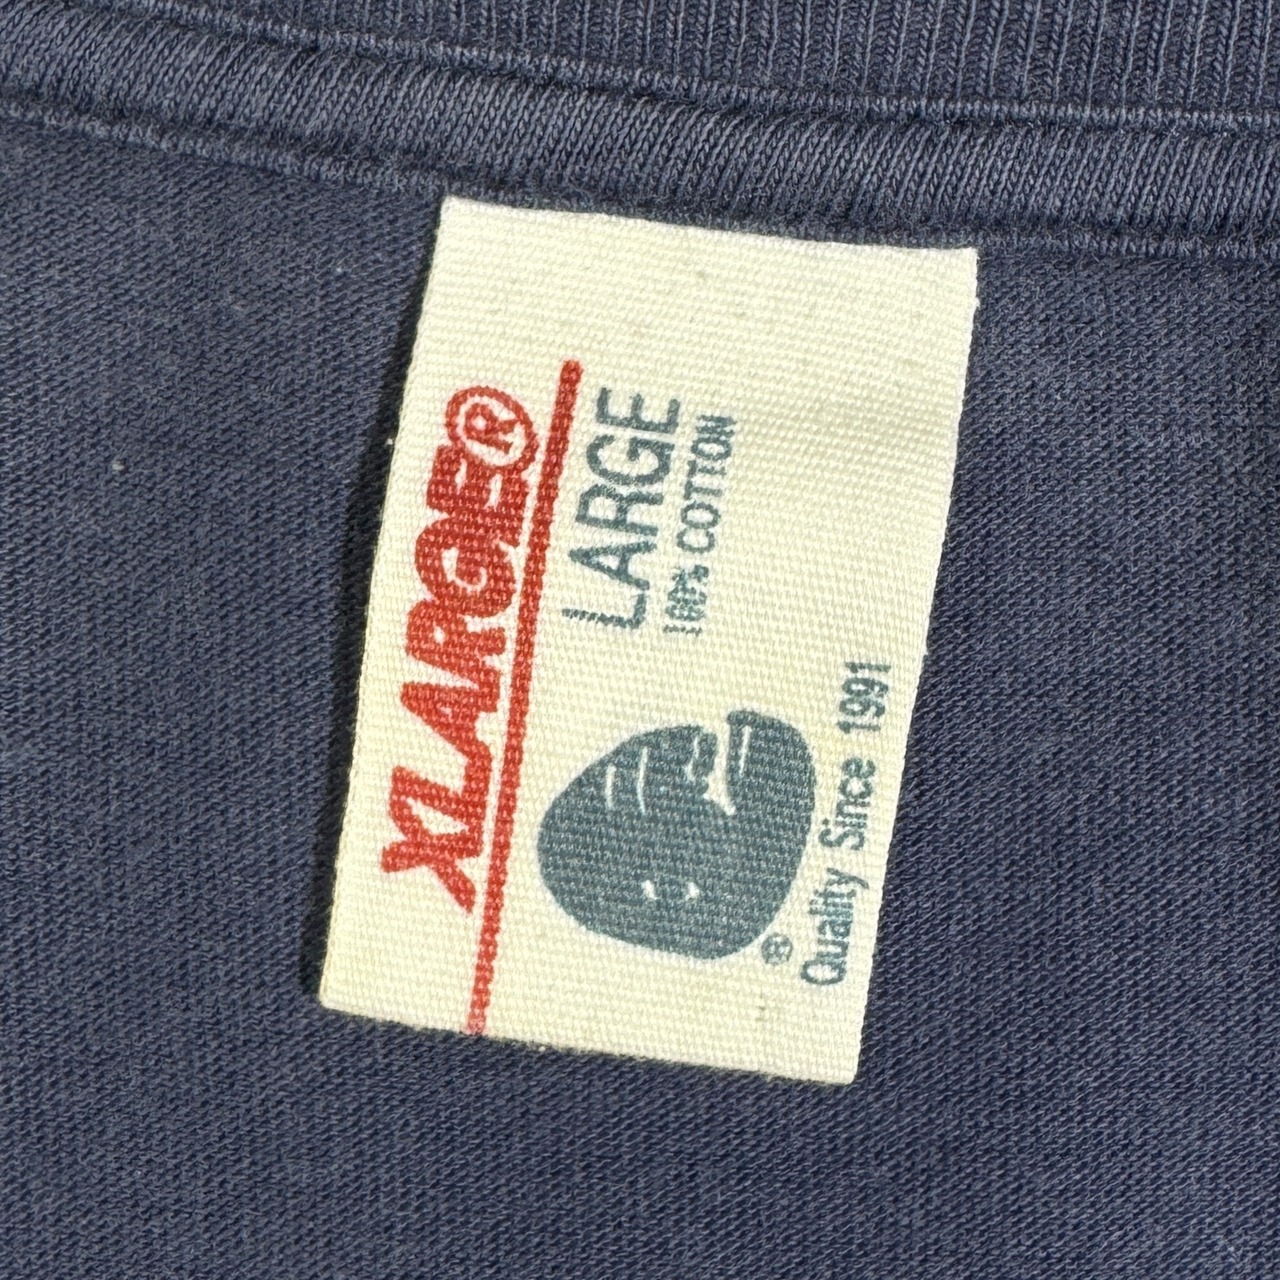 XLARGE®
LARGE
100% COTTON
®
Quality Since 1991